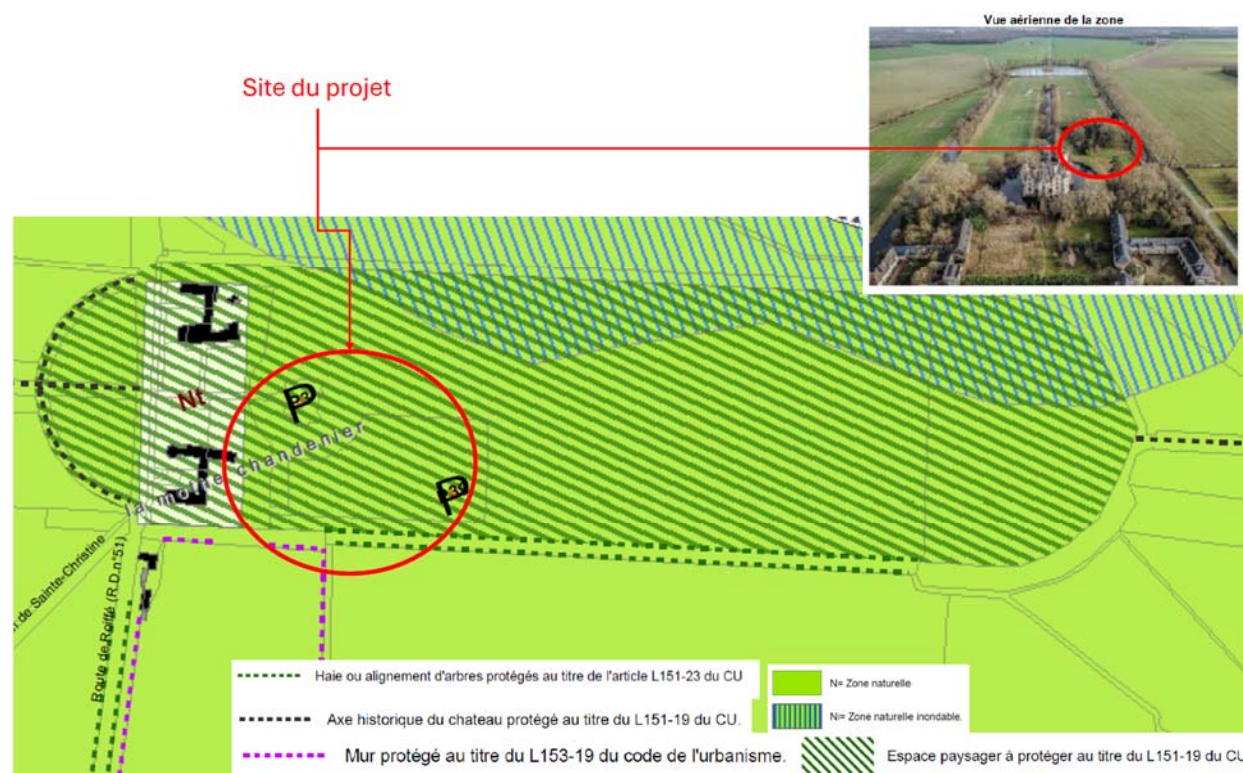 Vue aérienne de la zone
Site du projet
Nt
la motte chandenier
de Sainte-Christine
Route de Roiffé (R.D.n°51)
Haie ou alignement d'arbres protégés au titre de l'article L151-23 du CU
N= Zone naturelle
Axe historique du chateau protégé au titre du L151-19 du CU.
N= Zone naturelle inondable.
Mur protégé au titre du L153-19 du code de l'urbanisme.
Espace paysager à protéger au titre du L151-19 du CU